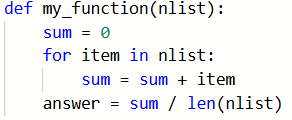 def my_function(nlist):
    sum = 0
    for item in nlist:
        sum = sum + item
    answer = sum / len(nlist)